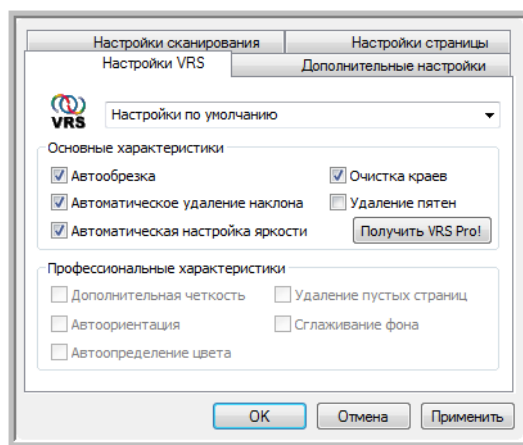 Настройки сканирования Настройки страницы
Настройки VRS Дополнительные настройки
VRS Настройки по умолчанию
Основные характеристики
Автообрезка Очистка краев
Автоматическое удаление наклона Удаление пятен
Автоматическая настройка яркости Получить VRS Pro!
Профессиональные характеристики
Дополнительная четкость Удаление пустых страниц
Автоориентация Сглаживание фона
Автоопределение цвета
OK Отмена Применить